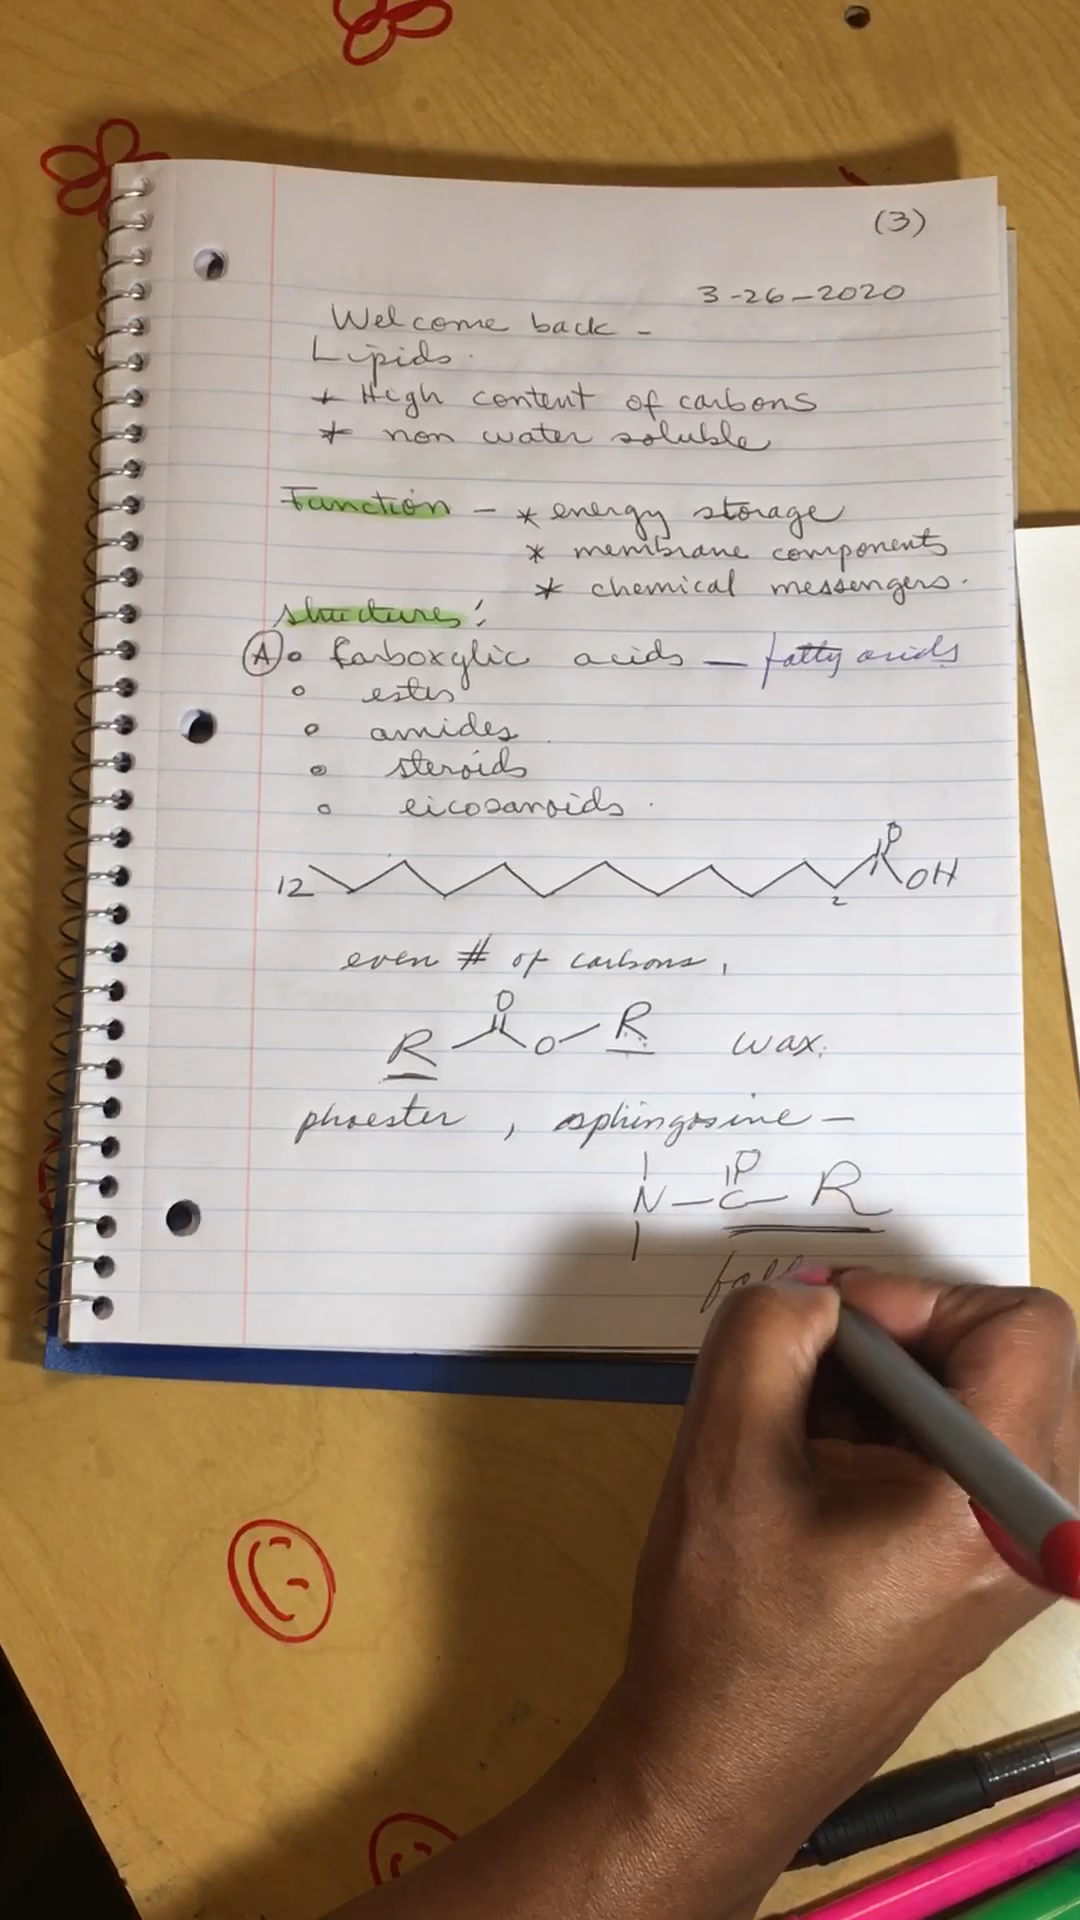 (3)
3-26-2020
Welcome back -
Lipids.
* High content of carbons
* non water soluble
Function - * energy storage
* membrane components
* chemical messengers.
structures:
A • Carboxylic acids — fatty acids
○ esters
○ amides
○ steroids
○ eicosanoids.
O
12 2 OH
even # of carbons,
O
R O R wax.
phoester, sphingosine —
O
N — C — R